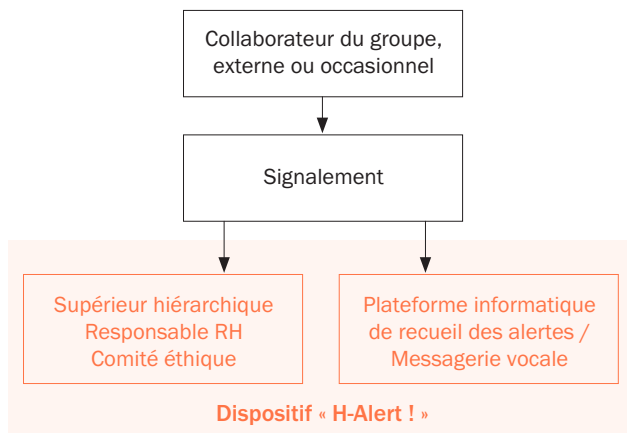 Collaborateur du groupe,
externe ou occasionnel
Signalement
Supérieur hiérarchique
Responsable RH
Comité éthique
Plateforme informatique
de recueil des alertes /
Messagerie vocale
Dispositif « H-Alert ! »